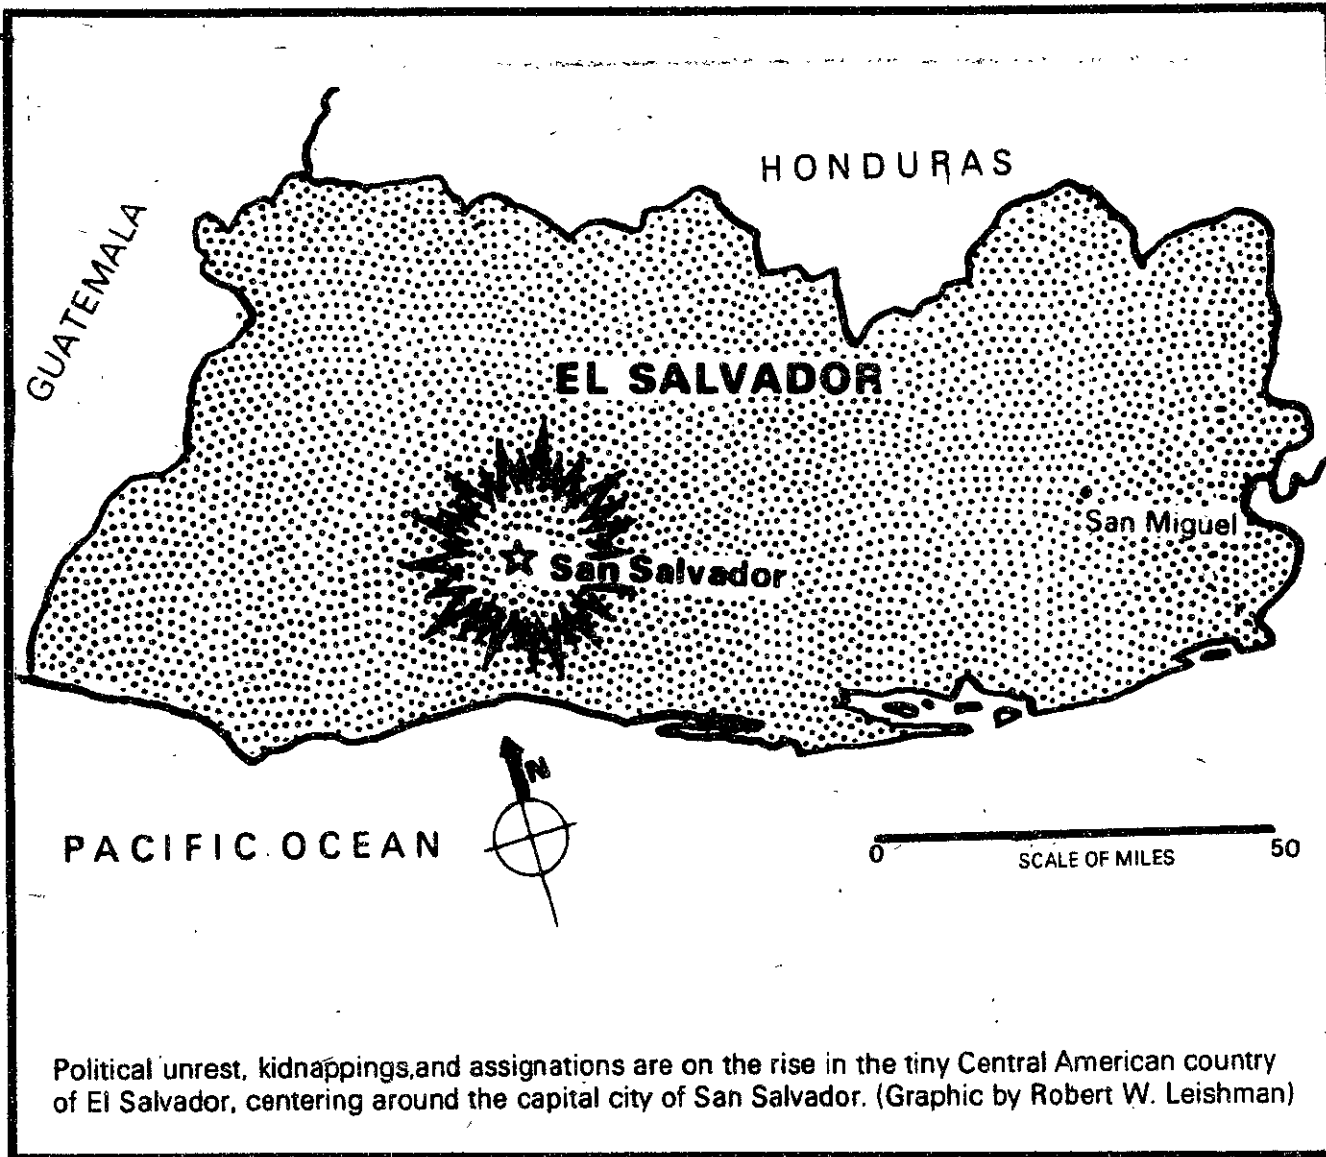 HONDURAS
GUATEMALA
EL SALVADOR
San Miguel
San Salvador
N
PACIFIC OCEAN
0 50
SCALE OF MILES
Political unrest, kidnappings,and assignations are on the rise in the tiny Central American country
of El Salvador, centering around the capital city of San Salvador. (Graphic by Robert W. Leishman)